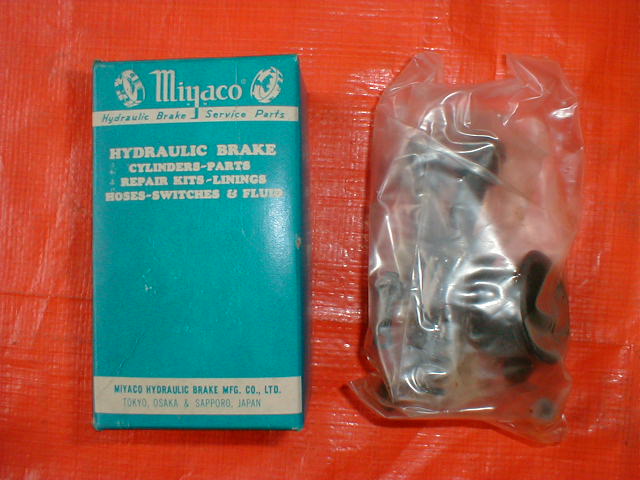 Miyaco®
Hydraulic Brake Service Parts
HYDRAULIC BRAKE
CYLINDERS-PARTS
REPAIR KITS-LININGS
HOSES-SWITCHES & FLUID
MIYACO HYDRAULIC BRAKE MFG. CO., LTD.
TOKYO, OSAKA & SAPPORO, JAPAN